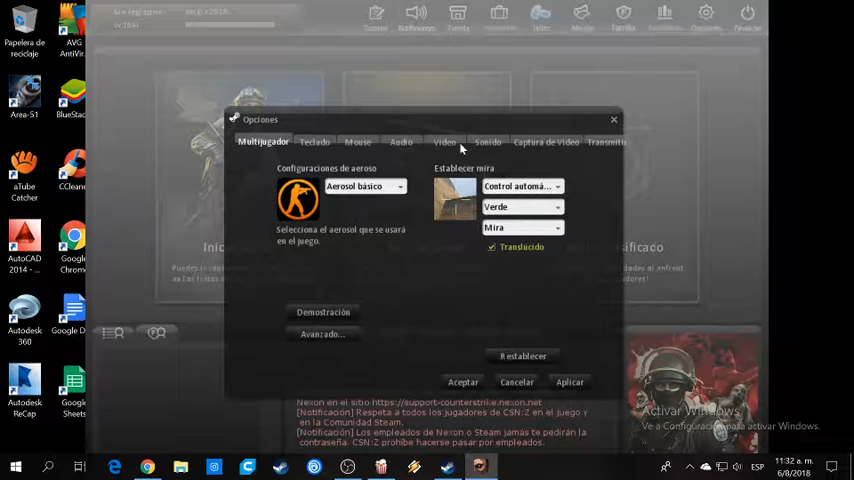 Papelera de reciclaje
AVG AntiVir...
Area-51
BlueStack
aTube Catcher
CCleane
AutoCAD 2014 - ...
Google Chrome
Autodesk 360
Google D
Autodesk ReCap
Google Sheets
Opciones
Multijugador Teclado Mouse Audio Video Sonido Captura de Video Transmitir
Configuraciones de aeroso
Establecer mira
Aerosol básico
Control automá...
Verde
Mira
Selecciona el aerosol que se usará
en el juego.
Translúcido
Demostración
Avanzado...
Restablecer
Aceptar Cancelar Aplicar
Nexon en el sitio https://support-counterstrike.nexon.net
[Notificación] Respeta a todos los jugadores de CSN:Z en el juego y
en la Comunidad Steam.
[Notificación] Los empleados de Nexon o Steam jamás te pedirán la
contraseña. CSN:Z prohíbe hacerse pasar por empleados.
Activar Windows
Ve a Configuración para activar Windows.
ESP
11:32 a. m.
6/8/2018